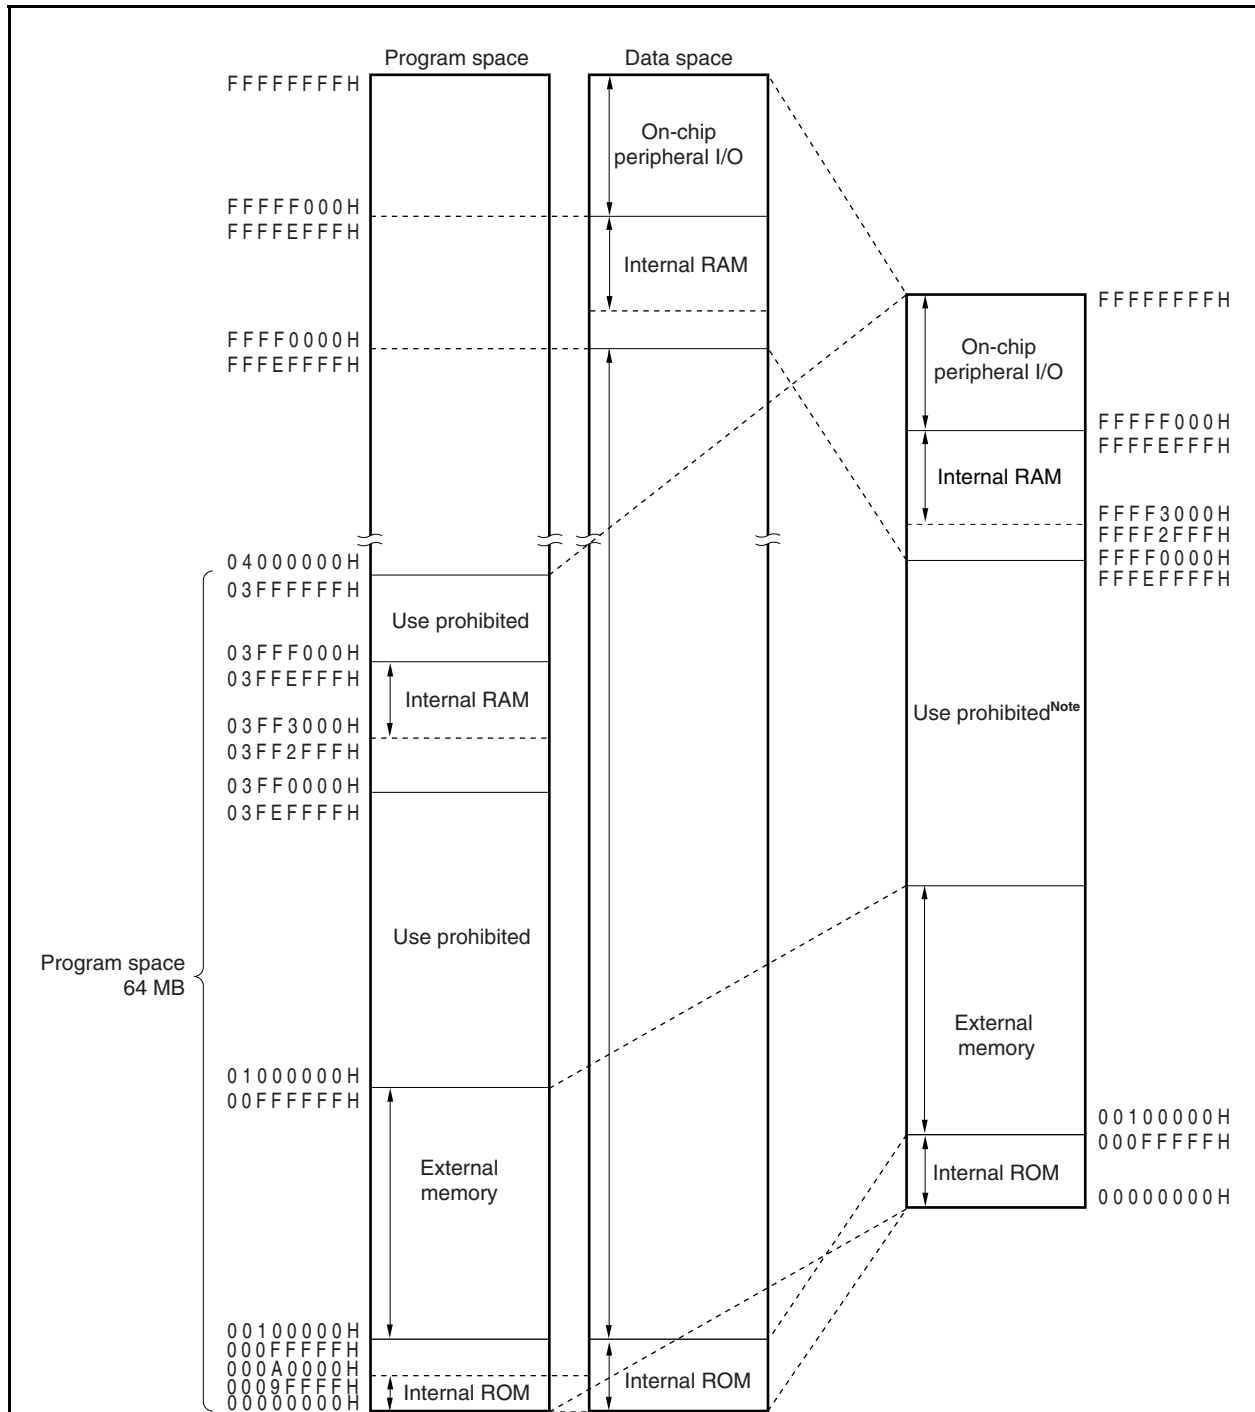 Program space
Data space
FFFFFFFFH
On-chip
peripheral I/O
FFFFF000H
FFFFEFFFH
Internal RAM
FFFF0000H
FFFEFFFFH
04000000H
03FFFFFFH
Use prohibited
03FFF000H
03FFEFFFH
Internal RAM
03FF3000H
03FF2FFFH
03FF0000H
03FEFFFFH
Use prohibited
Program space
64 MB
01000000H
00FFFFFFH
External
memory
00100000H
000FFFFFH
000A0000H
0009FFFFH
00000000H
Internal ROM
Internal ROM
FFFFFFFFH
On-chip
peripheral I/O
FFFFF000H
FFFFEFFFH
Internal RAM
FFFF3000H
FFFF2FFFH
FFFF0000H
FFFEFFFFH
Use prohibitedNote
External
memory
00100000H
000FFFFFH
Internal ROM
00000000H